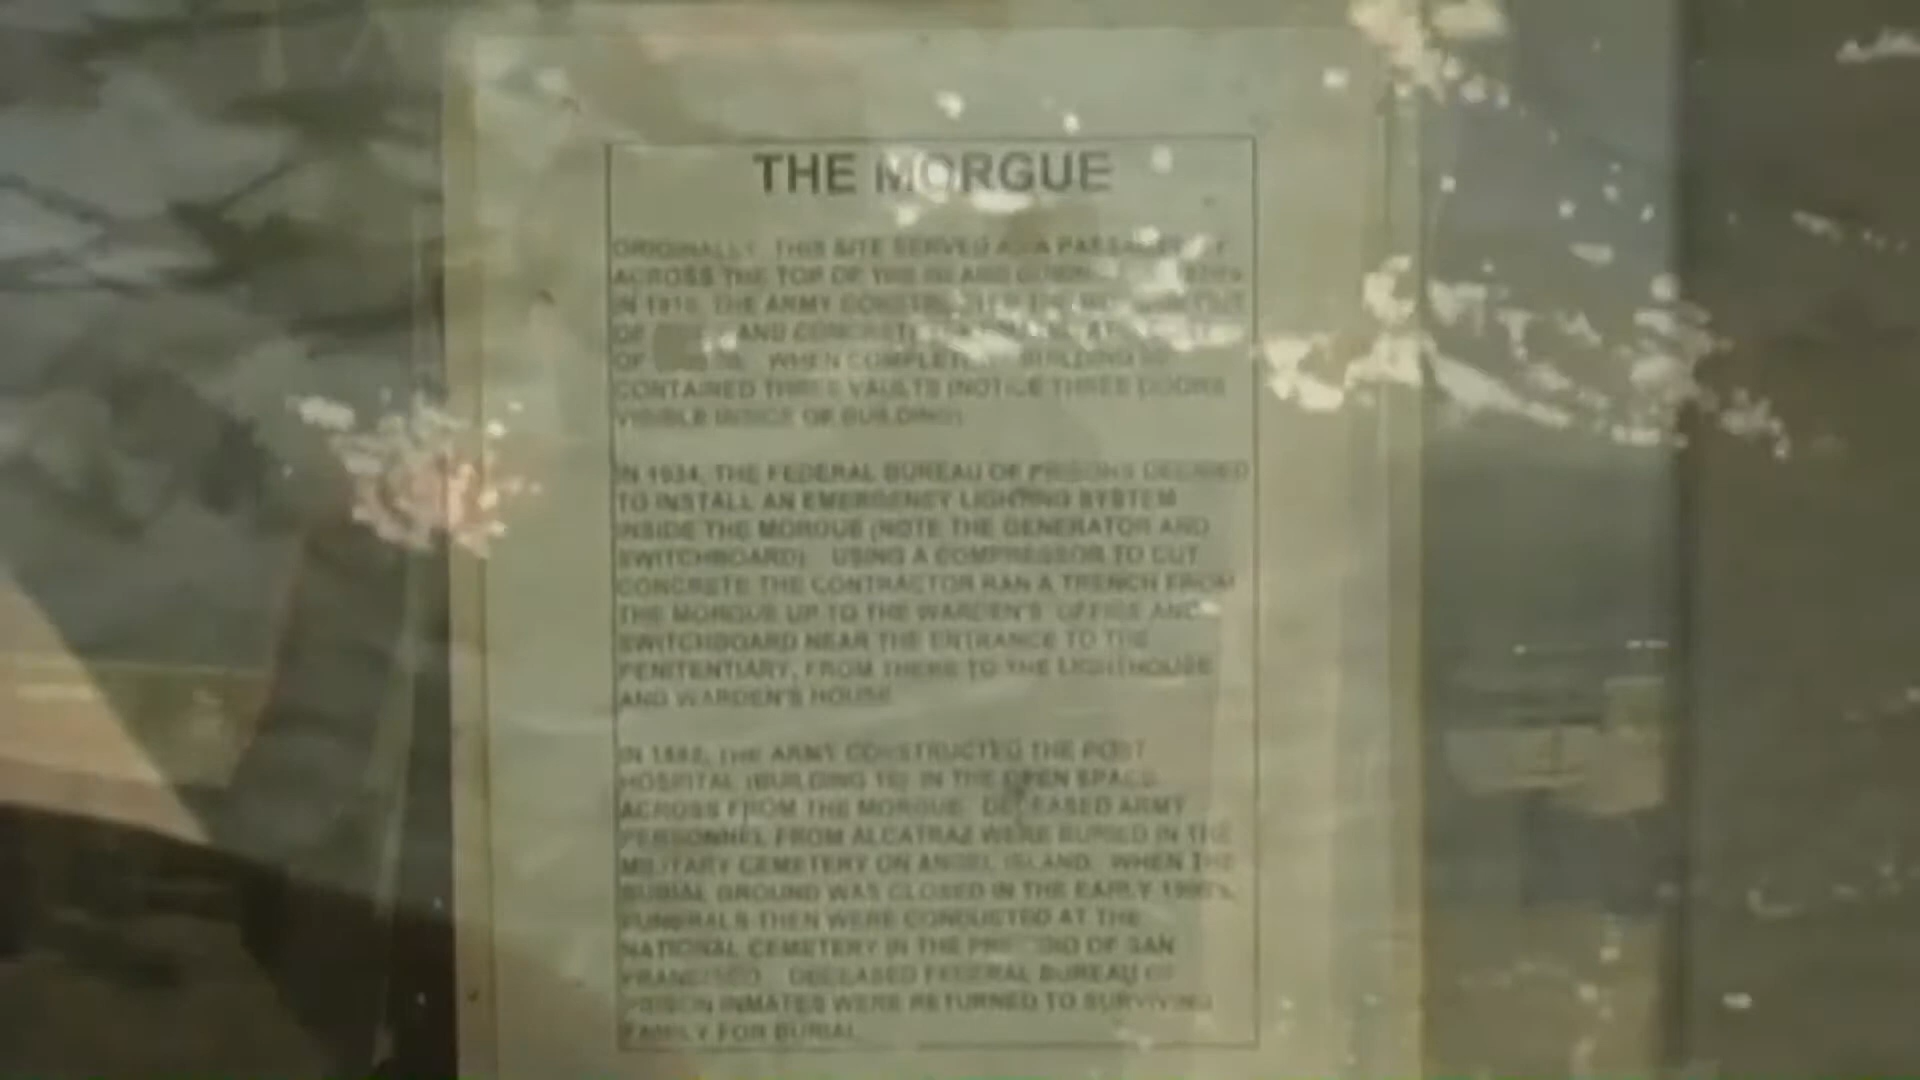 THE MORGUE
ORIGINALLY THIS SITE SERVED AS A
ACROSS THE TOP OF THE ISLAND
IN 1910, THE ARMY CONSTRUCTED THE
OF AND CONCRETE AT
OF WHEN COMPLETED BUILDING
CONTAINED THREE VAULTS (NOTICE THREE DOORS
VISIBLE INSIDE OF BUILDING)
IN 1934, THE FEDERAL BUREAU OF PRISONS DECIDED
TO INSTALL AN EMERGENCY LIGHTING SYSTEM
INSIDE THE MORGUE (NOTE THE GENERATOR AND
SWITCHBOARD). USING A COMPRESSOR TO CUT
CONCRETE THE CONTRACTOR RAN A TRENCH FROM
THE MORGUE UP TO THE WARDEN'S OFFICE AND
SWITCHBOARD NEAR THE ENTRANCE TO THE
PENITENTIARY, FROM THERE TO THE LIGHTHOUSE
AND WARDEN'S HOUSE
IN THE ARMY CONSTRUCTED THE POST
HOSPITAL (BUILDING IN THE OPEN SPACE
ACROSS FROM THE MORGUE. DECEASED ARMY
PERSONNEL FROM ALCATRAZ WERE BURIED IN THE
MILITARY CEMETERY ON ANGEL ISLAND. WHEN THE
BURIAL GROUND WAS CLOSED IN THE EARLY
FUNERALS THEN WERE CONDUCTED AT THE
NATIONAL CEMETERY IN THE PRESIDIO OF SAN
FRANCISCO. DECEASED FEDERAL BUREAU OF
PRISON INMATES WERE RETURNED TO SURVIVING
FAMILY FOR BURIAL